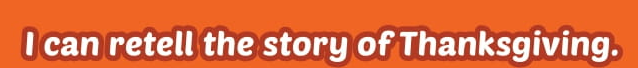 I can retell the story of Thanksgiving.